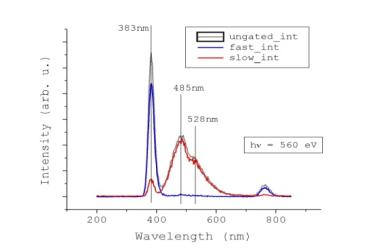 383nm
ungated_int
fast_int
slow_int
485nm
528nm
hν = 560 eV
Intensity (arb. u.)
200 400 600 800
Wavelength (nm)